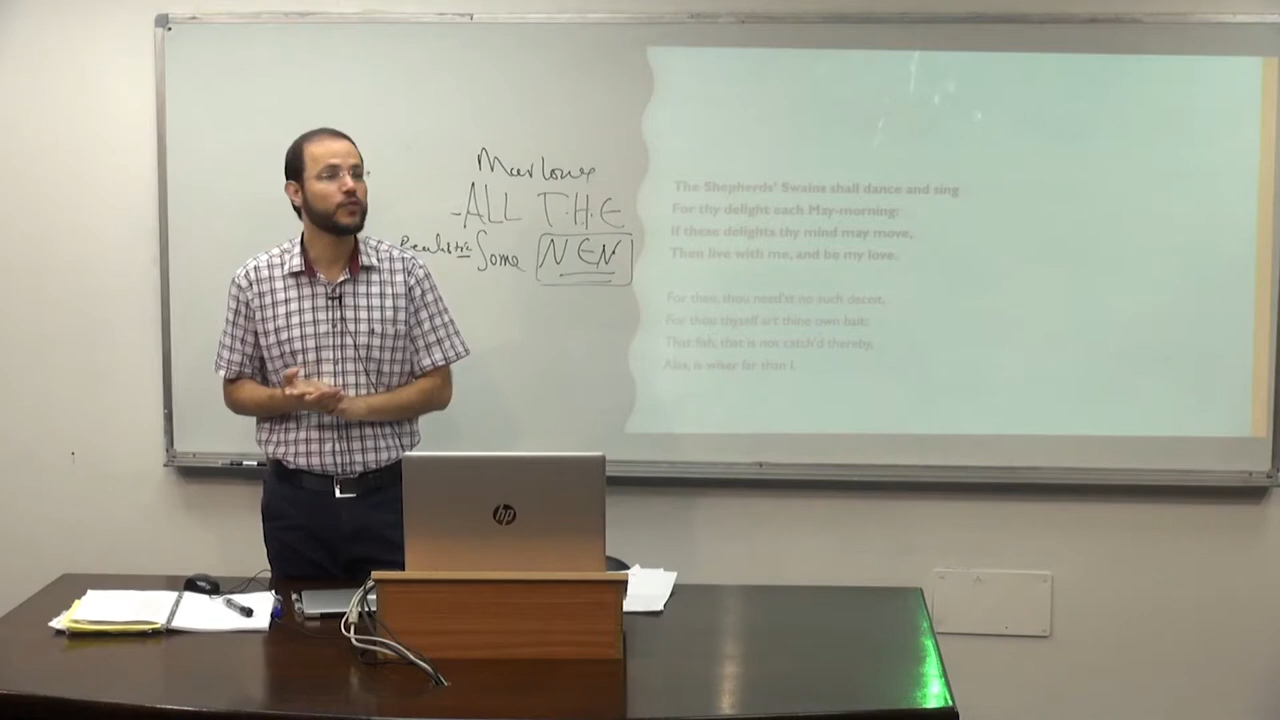 Marlowe
-ALL T.H.E
Realistic Some NEN
The Shepherds' Swains shall dance and sing
For thy delight each May-morning:
If these delights thy mind may move,
Then live with me, and be my love.
For thee, thou need'st no such deceit,
For thou thyself art thine own bait:
That fish, that is not catch'd thereby,
Alas, is wiser far than I.
hp